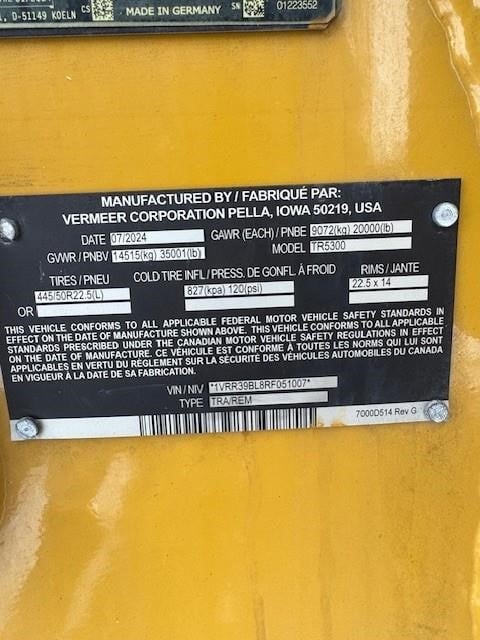 1, D-51149 KOELN CS MADE IN GERMANY SN 01223552
MANUFACTURED BY / FABRIQUÉ PAR:
VERMEER CORPORATION PELLA, IOWA 50219, USA
DATE 07/2024 GAWR (EACH) / PNBE 9072(kg) 20000(lb)
GVWR / PNBV 14515(kg) 35001(lb) MODEL TR5300
TIRES / PNEU COLD TIRE INFL / PRESS. DE GONFL À FROID RIMS / JANTE
445/50R22.5(L) 827(kpa) 120(psi) 22.5 x 14
OR
THIS VEHICLE CONFORMS TO ALL APPLICABLE FEDERAL MOTOR VEHICLE SAFETY STANDARDS IN
EFFECT ON THE DATE OF MANUFACTURE SHOWN ABOVE. THIS VEHICLE CONFORMS TO ALL APPLICABLE
STANDARDS PRESCRIBED UNDER THE CANADIAN MOTOR VEHICLE SAFETY REGULATIONS IN
EFFECT ON THE DATE OF MANUFACTURE. CE VÉHICULE EST CONFORME À TOUTES LES NORMES QUI LUI SONT
APPLICABLES EN VERTU DU RÈGLEMENT SUR LA SÉCURITÉ DES VÉHICULES AUTOMOBILES DU CANADA
EN VIGUEUR À LA DATE DE SA FABRICATION.
VIN / NIV *1VRR39BL8RF051007*
TYPE TRA/REM
7000D514 Rev G